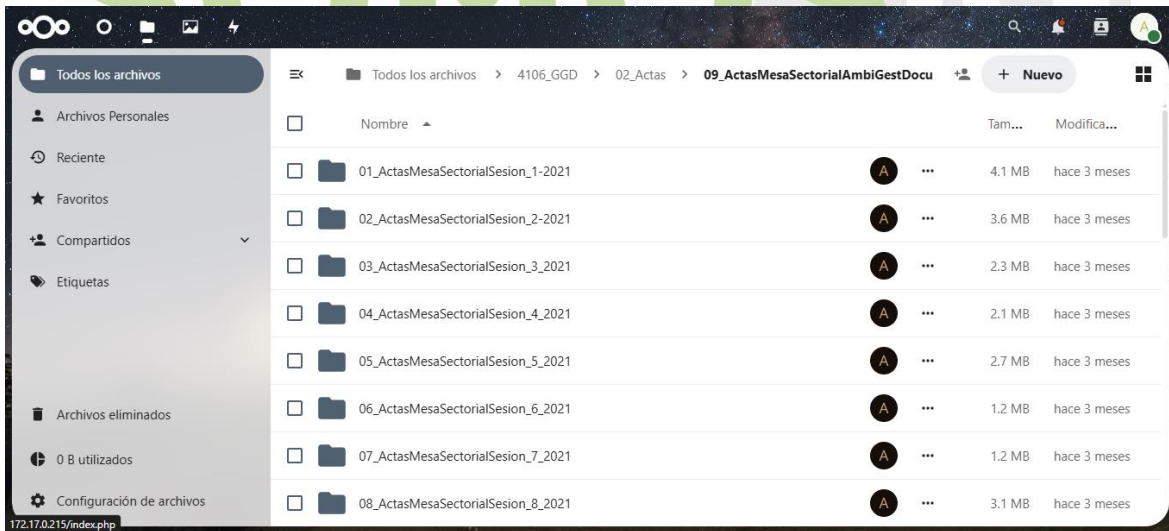 A
Todos los archivos
Archivos Personales
Reciente
Favoritos
Compartidos
Etiquetas
Archivos eliminados
0 B utilizados
Configuración de archivos
172.17.0.215/index.php
Todos los archivos > 4106_GGD > 02_Actas > 09_ActasMesaSectorialAmbiGestDocu + Nuevo
Nombre Tam... Modifica...
01_ActasMesaSectorialSesion_1-2021 A ... 4.1 MB hace 3 meses
02_ActasMesaSectorialSesion_2-2021 A ... 3.6 MB hace 3 meses
03_ActasMesaSectorialSesion_3_2021 A ... 2.3 MB hace 3 meses
04_ActasMesaSectorialSesion_4_2021 A ... 2.1 MB hace 3 meses
05_ActasMesaSectorialSesion_5_2021 A ... 2.7 MB hace 3 meses
06_ActasMesaSectorialSesion_6_2021 A ... 1.2 MB hace 3 meses
07_ActasMesaSectorialSesion_7_2021 A ... 1.2 MB hace 3 meses
08_ActasMesaSectorialSesion_8_2021 A ... 3.1 MB hace 3 meses